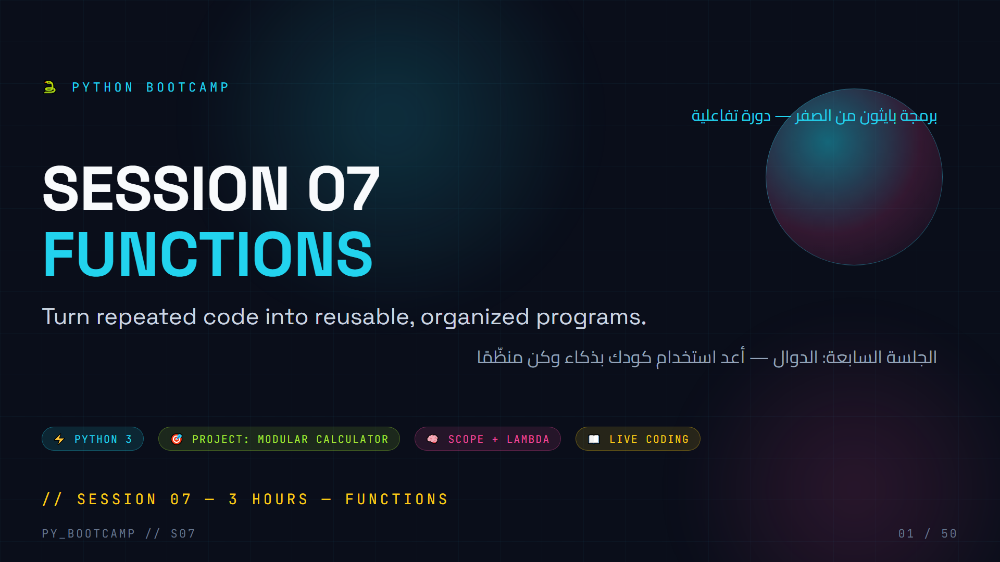 🐍 PYTHON BOOTCAMP
برمجة بايثون من الصفر — دورة تفاعلية
SESSION 07
FUNCTIONS
Turn repeated code into reusable, organized programs.
الجلسة السابعة: الدوال — أعد استخدام كودك بذكاء وكن منظّمًا
⚡ PYTHON 3
🎯 PROJECT: MODULAR CALCULATOR
🧠 SCOPE + LAMBDA
📖 LIVE CODING
// SESSION 07 — 3 HOURS — FUNCTIONS
PY_BOOTCAMP // S07
01 / 50